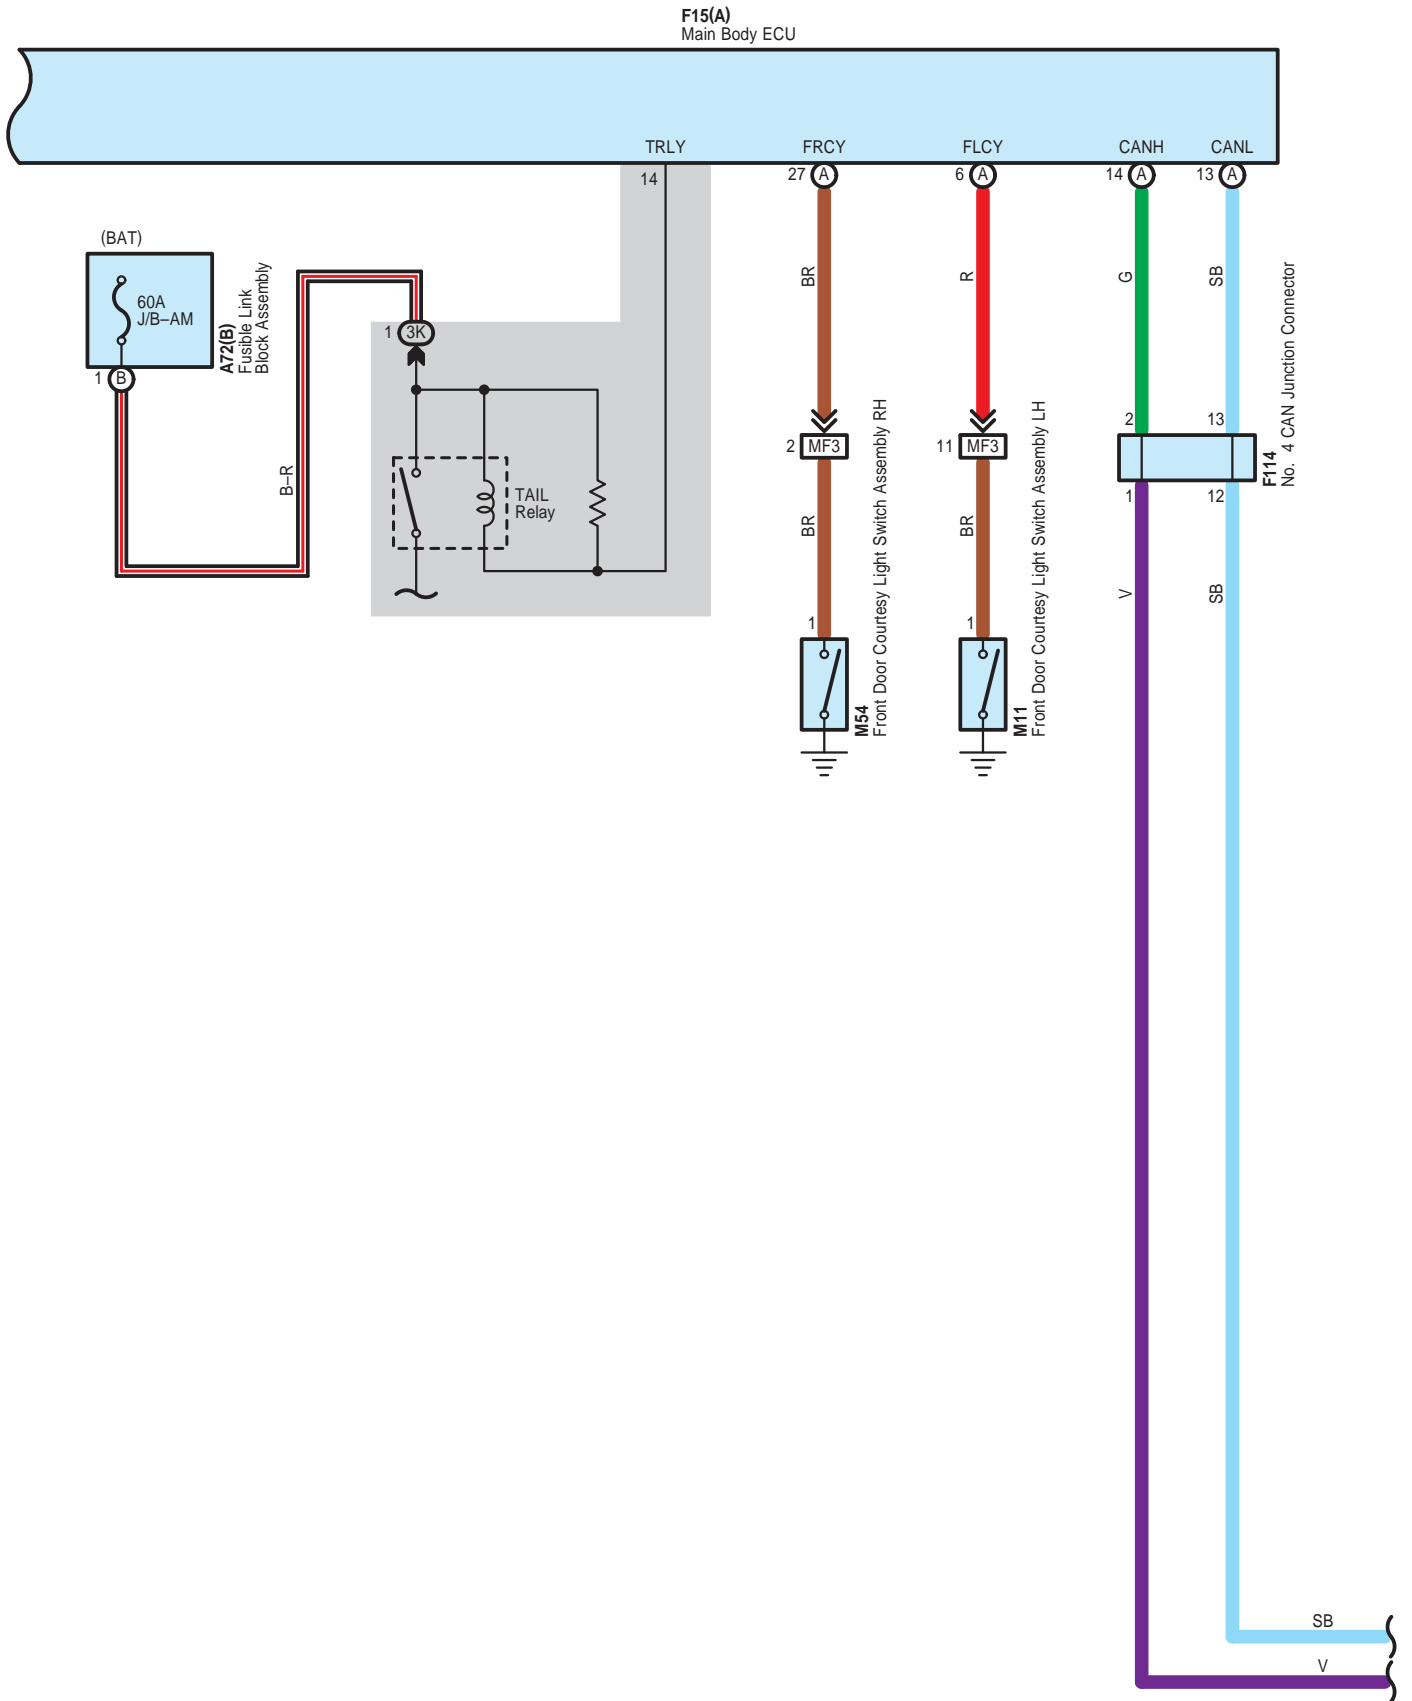 F15(A)
Main Body ECU
TRLY
FRCY
FLCY
CANH
CANL
14
27 A
6 A
14 A
13 A
(BAT)
60A
J/B–AM
A72(B)
Fusible Link
Block Assembly
1 B
B–R
1 3K
TAIL
Relay
BR
R
G
SB
2 MF3
11 MF3
2
13
F114
No. 4 CAN Junction Connector
1
12
BR
BR
V
SB
1
1
M54
Front Door Courtesy Light Switch Assembly RH
M11
Front Door Courtesy Light Switch Assembly LH
SB
V